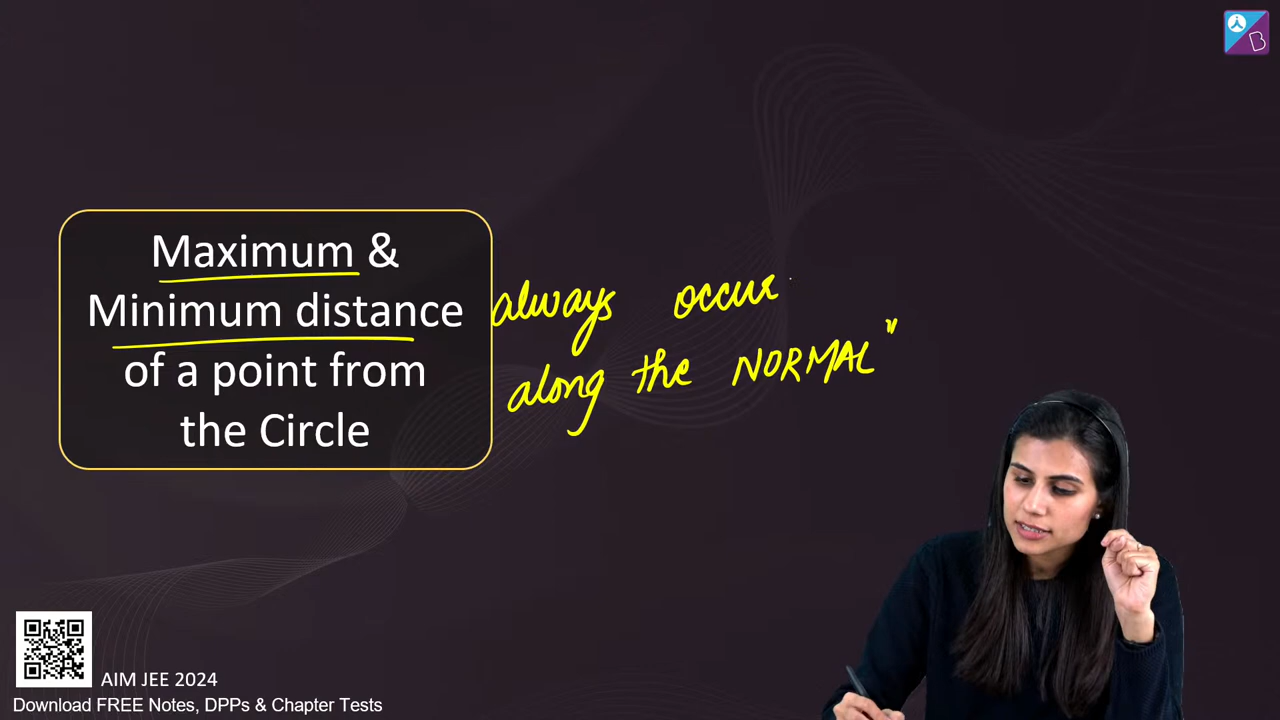 Maximum &
Minimum distance
of a point from
the Circle
always occur
along the NORMAL"
AIM JEE 2024
Download FREE Notes, DPPs & Chapter Tests
B